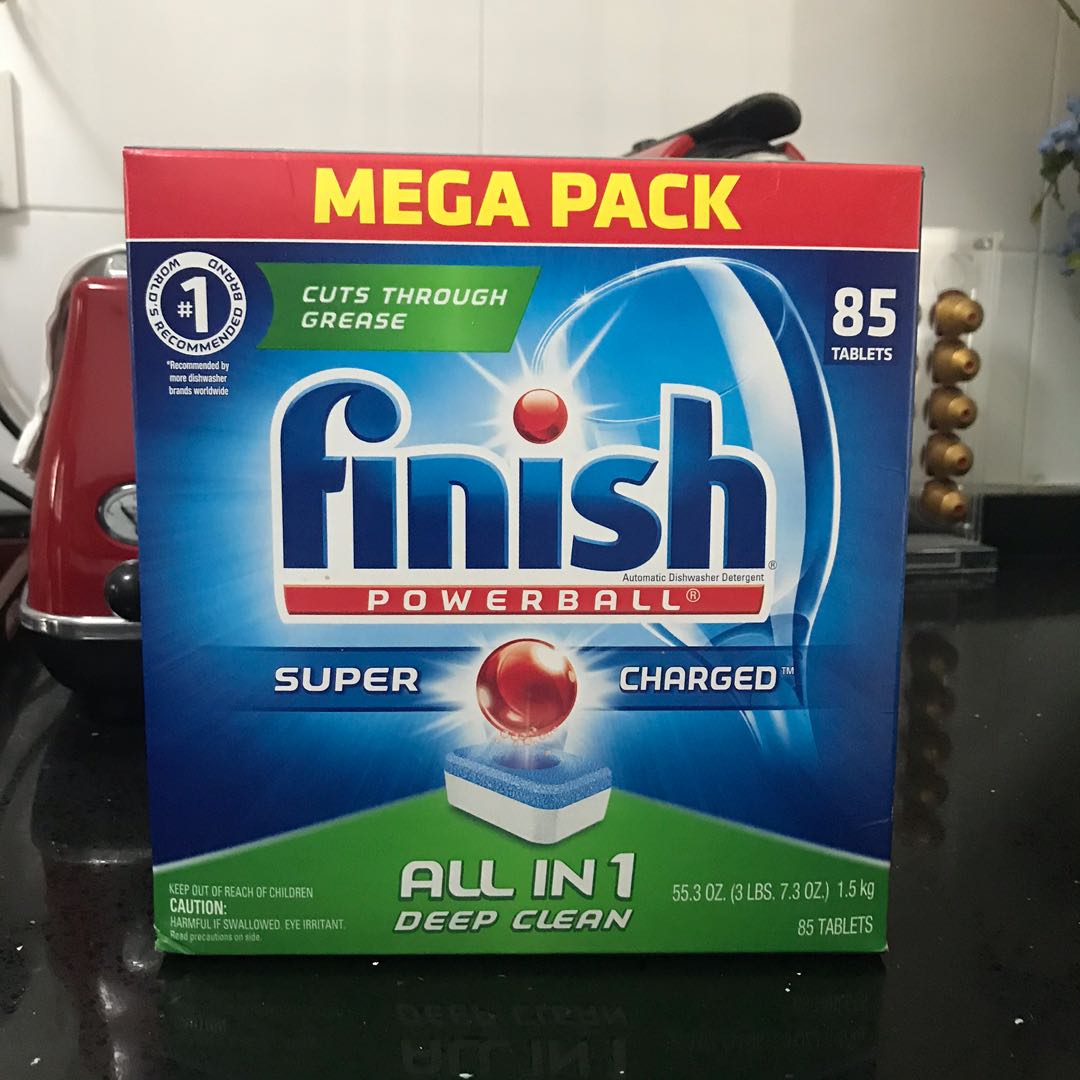 MEGA PACK
WORLD'S #1 RECOMMENDED BRAND
*Recommended by
more dishwasher
brands worldwide
CUTS THROUGH
GREASE
85
TABLETS
finish®
Automatic Dishwasher Detergent
POWERBALL®
SUPER CHARGED™
ALL IN 1
DEEP CLEAN
KEEP OUT OF REACH OF CHILDREN
CAUTION:
HARMFUL IF SWALLOWED. EYE IRRITANT.
Read precautions on side.
55.3 OZ. (3 LBS. 7.3 OZ.) 1.5 kg
85 TABLETS